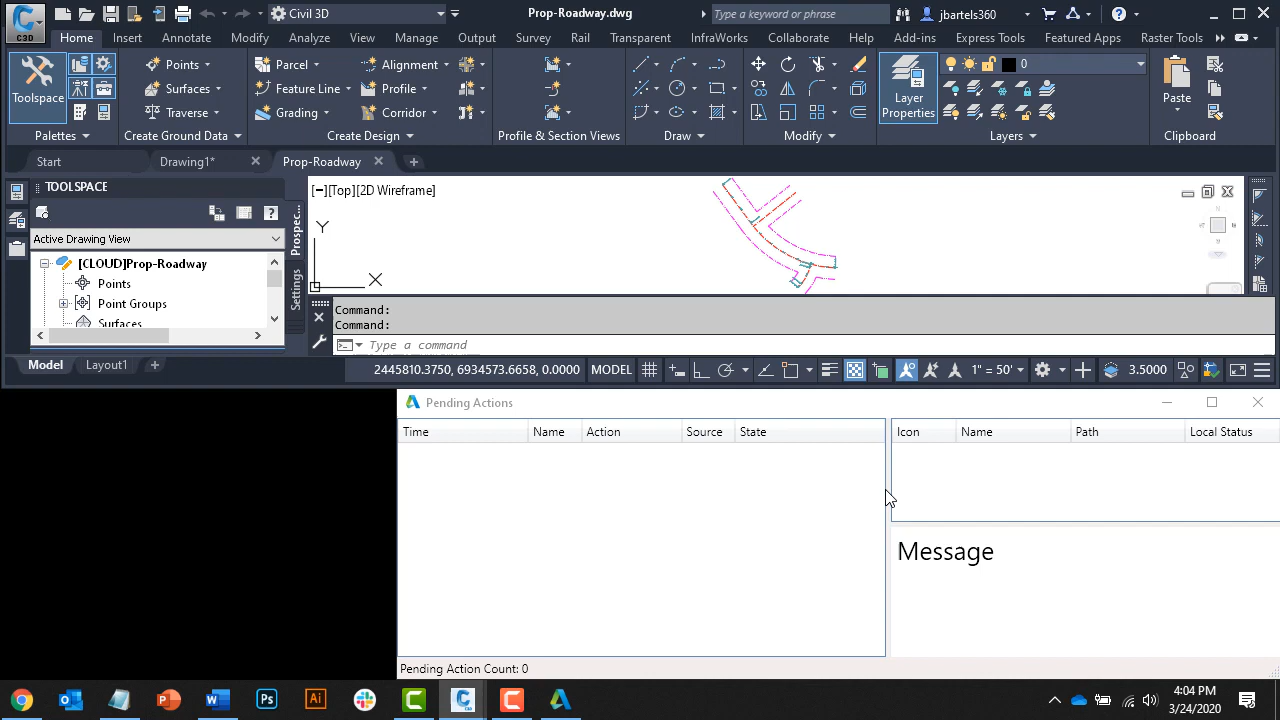 Civil 3D
Prop-Roadway.dwg
Type a keyword or phrase
jbartels360
C3D
Home Insert Annotate Modify Analyze View Manage Output Survey Rail Transparent InfraWorks Collaborate Help Add-ins Express Tools Featured Apps Raster Tools
Toolspace
Points
Surfaces
Traverse
Parcel
Feature Line
Grading
Alignment
Profile
Corridor
Layer
Properties
0
Paste
Palettes Create Ground Data Create Design Profile & Section Views Draw Modify Layers Clipboard
Start Drawing1* Prop-Roadway
TOOLSPACE
Active Drawing View
[CLOUD]Prop-Roadway
Points
Point Groups
Surfaces
Prospec...
Settings
[−][Top][2D Wireframe]
Y
X
N
Command:
Command:
Type a command
Model Layout1
2445810.3750, 6934573.6658, 0.0000 MODEL 1" = 50' 3.5000
Pending Actions
Time Name Action Source State
Icon Name Path Local Status
Message
Pending Action Count: 0
4:04 PM
3/24/2020